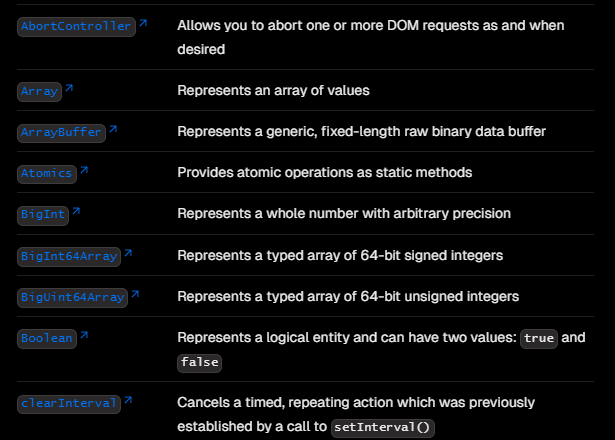 AbortController Allows you to abort one or more DOM requests as and when
desired
Array Represents an array of values
ArrayBuffer Represents a generic, fixed-length raw binary data buffer
Atomics Provides atomic operations as static methods
BigInt Represents a whole number with arbitrary precision
BigInt64Array Represents a typed array of 64-bit signed integers
BigUint64Array Represents a typed array of 64-bit unsigned integers
Boolean Represents a logical entity and can have two values: true and
false
clearInterval Cancels a timed, repeating action which was previously
established by a call to setInterval()